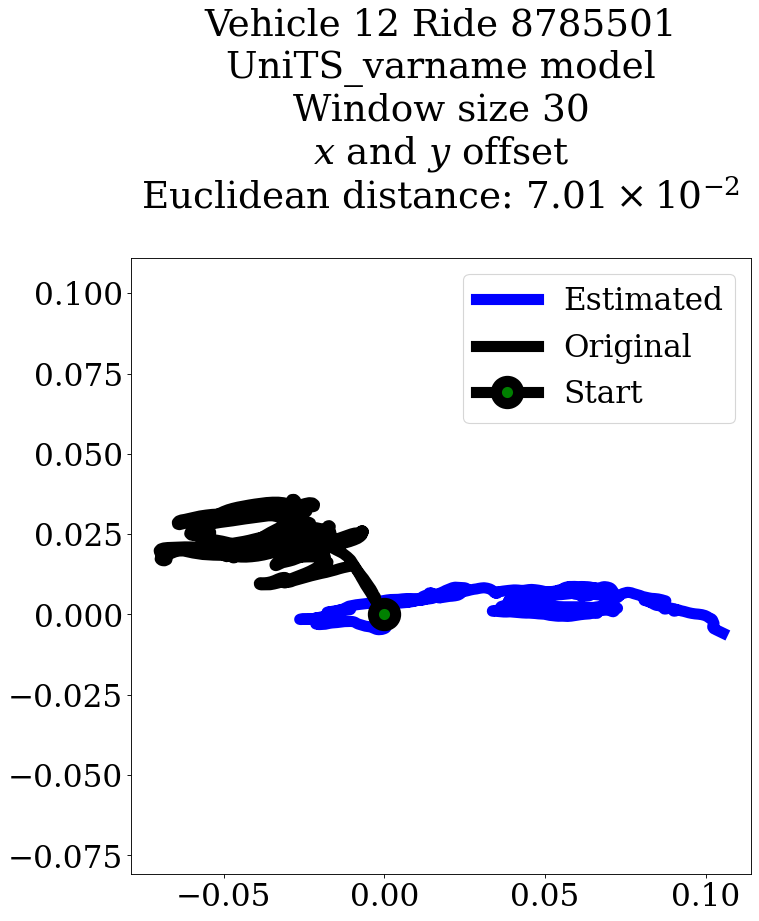 Vehicle 12 Ride 8785501
UniTS_varname model
Window size 30
x and y offset
Euclidean distance: 7.01 × 10⁻²
Estimated
Original
Start
0.100
0.075
0.050
0.025
0.000
−0.025
−0.050
−0.075
−0.05 0.00 0.05 0.10